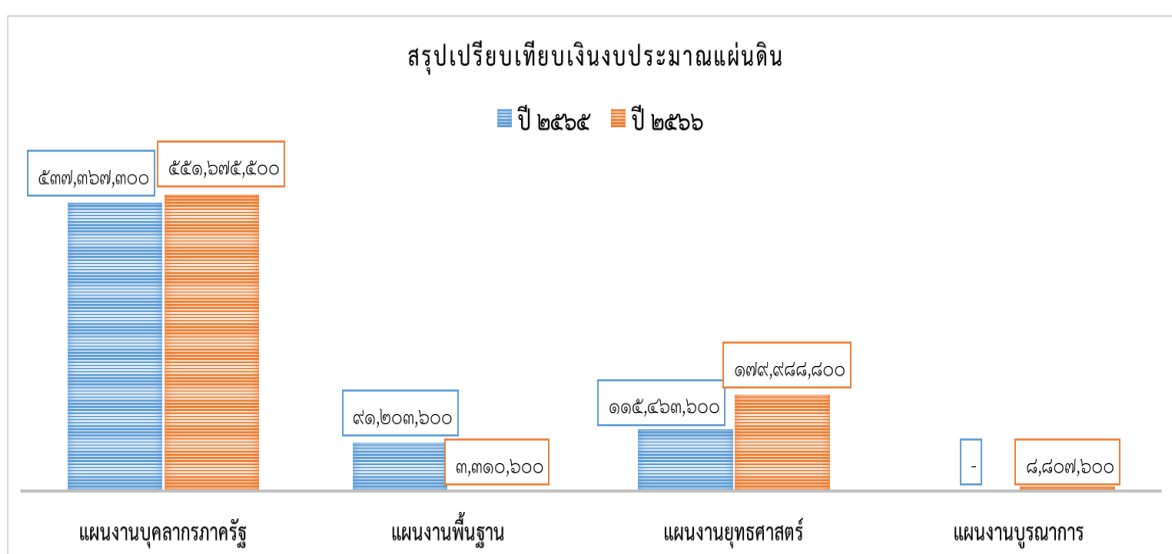 สรุปเปรียบเทียบเงินงบประมาณแผ่นดิน
ปี ๒๕๖๕ ปี ๒๕๖๖
๕๓๗,๓๖๗,๓๐๐ ๕๕๑,๖๗๕,๕๐๐
๙๑,๒๐๓,๖๐๐ ๓,๓๑๐,๖๐๐
๑๑๕,๔๖๓,๖๐๐ ๑๗๙,๙๘๘,๘๐๐
- ๘,๘๐๗,๖๐๐
แผนงานบุคลากรภาครัฐ แผนงานพื้นฐาน แผนงานยุทธศาสตร์ แผนงานบูรณาการ